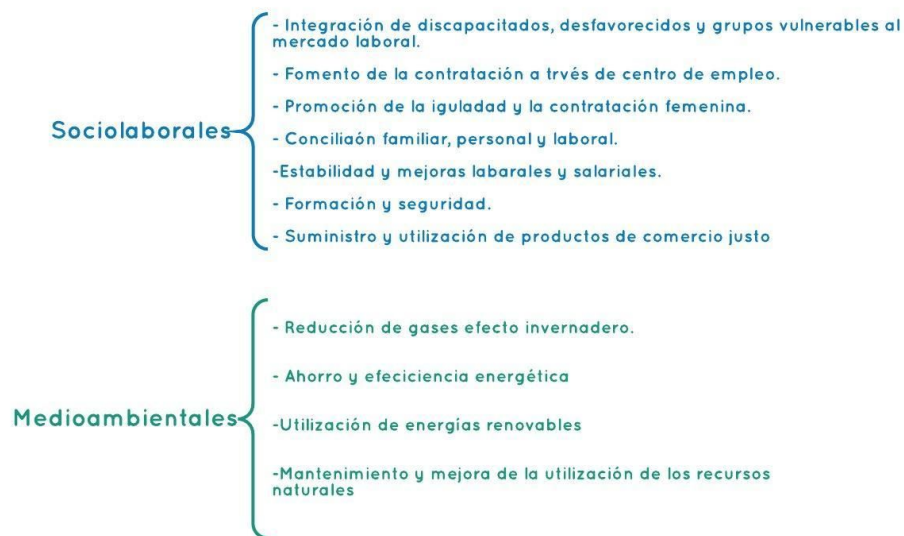 Sociolaborales
- Integración de discapacitados, desfavorecidos y grupos vulnerables al
mercado laboral.
- Fomento de la contratación a trvés de centro de empleo.
- Promoción de la iguladad y la contratación femenina.
- Conciliaón familiar, personal y laboral.
-Estabilidad y mejoras labarales y salariales.
- Formación y seguridad.
- Suministro y utilización de productos de comercio justo
Medioambientales
- Reducción de gases efecto invernadero.
- Ahorro y efeciciencia energética
-Utilización de energías renovables
-Mantenimiento y mejora de la utilización de los recursos
naturales